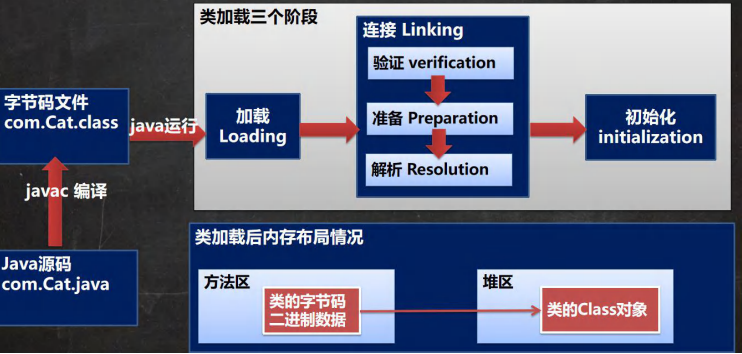 类加载三个阶段
连接 Linking
验证 verification
字节码文件
com.Cat.class
java运行
加载
Loading
准备 Preparation
初始化
initialization
解析 Resolution
javac 编译
Java源码
com.Cat.java
类加载后内存布局情况
方法区
类的字节码
二进制数据
堆区
类的Class对象